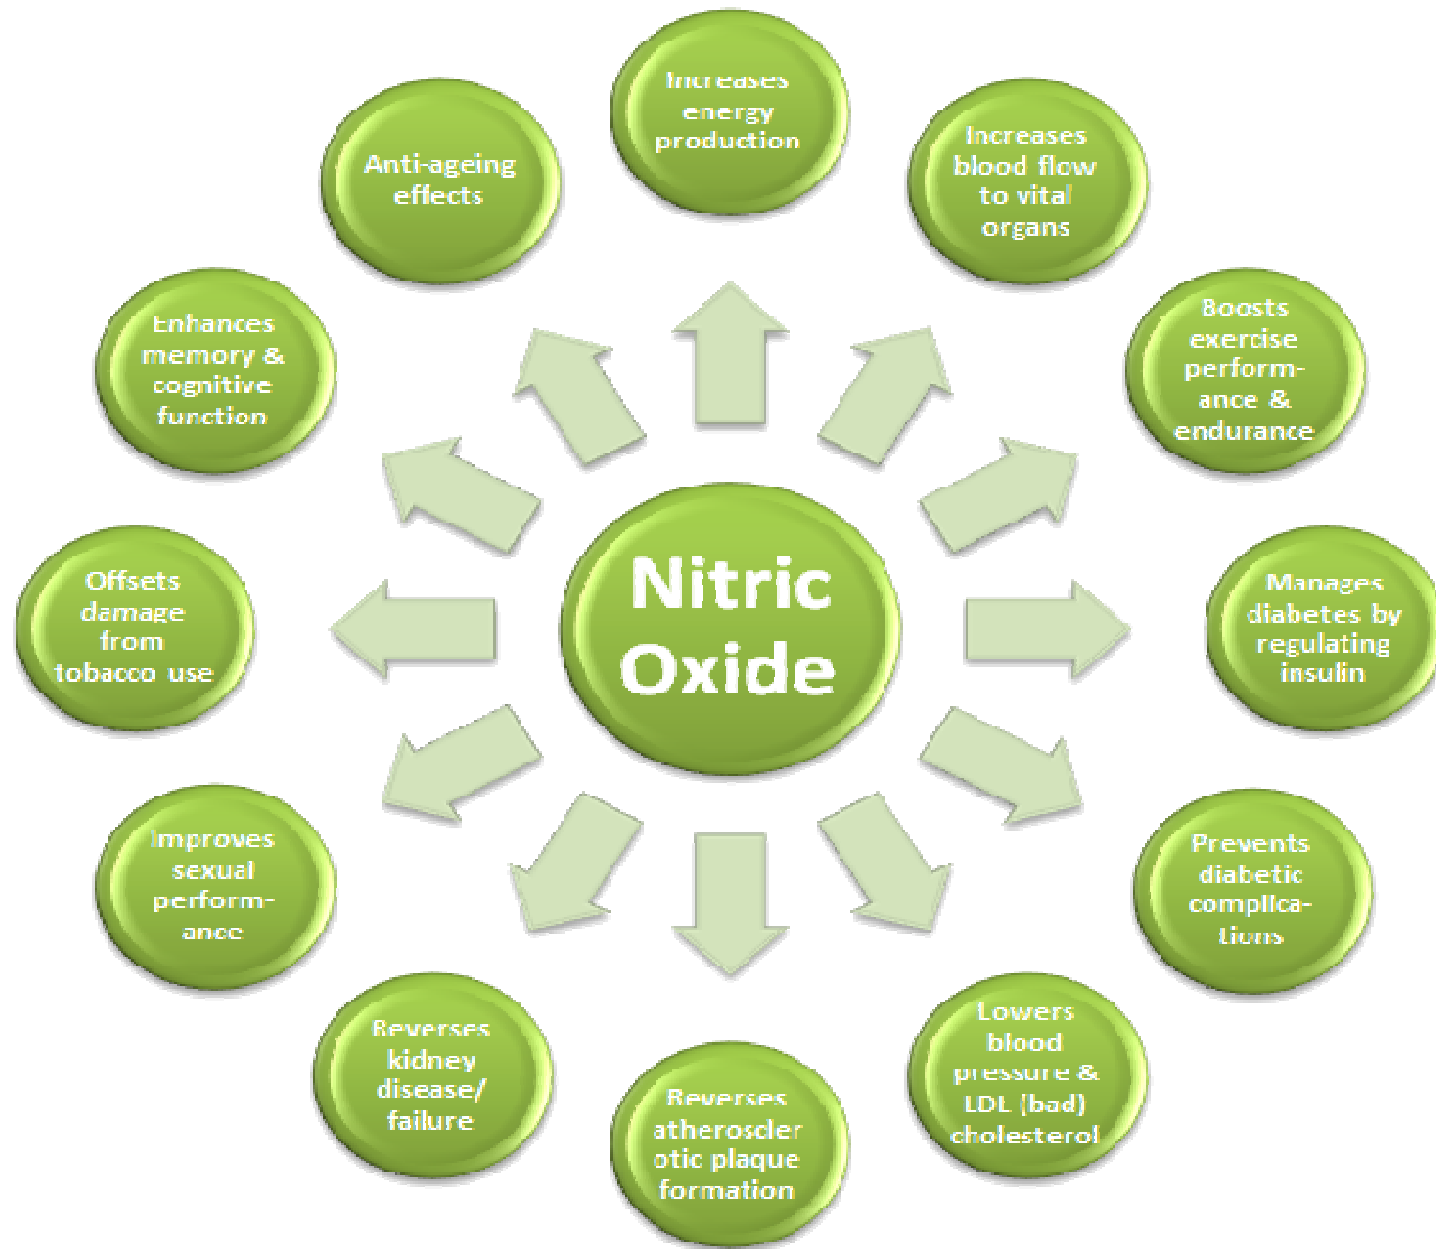 Increases
energy
production
Increases
blood flow
to vital
organs
Boosts
exercise
perform-
ance &
endurance
Manages
diabetes by
regulating
insulin
Prevents
diabetic
complica-
tions
Lowers
blood
pressure &
LDL (bad)
cholesterol
Reverses
atheroscler
otic plaque
formation
Reverses
kidney
disease/
failure
Improves
sexual
perform-
ance
Offsets
damage
from
tobacco use
Enhances
memory &
cognitive
function
Anti-ageing
effects
Nitric
Oxide